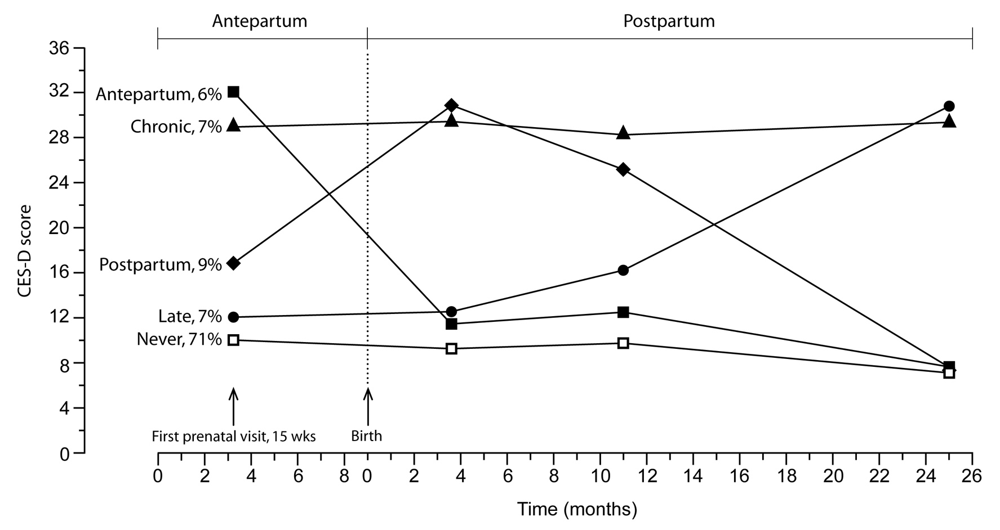 Antepartum Postpartum
36
32
28
24
20
16
12
8
4
0
CES-D score
Antepartum, 6%
Chronic, 7%
Postpartum, 9%
Late, 7%
Never, 71%
First prenatal visit, 15 wks Birth
0 2 4 6 8 0 2 4 6 8 10 12 14 16 18 20 22 24 26
Time (months)